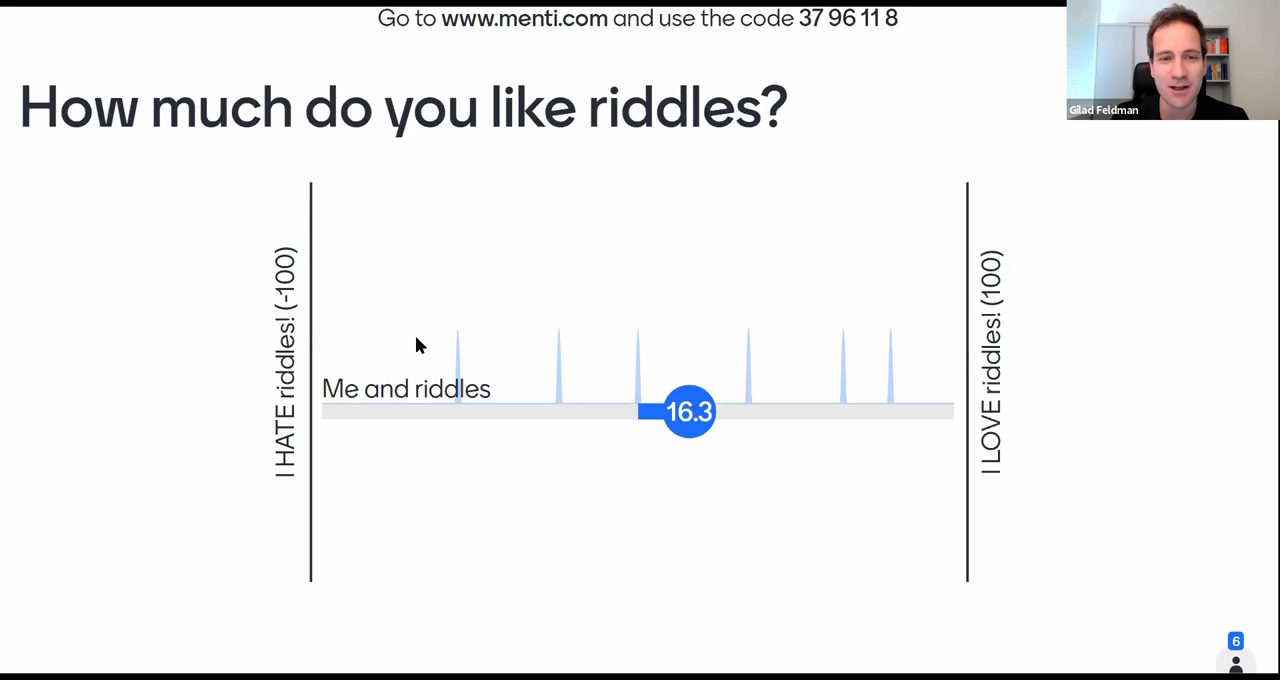 Go to www.menti.com and use the code 37 96 11 8
Gilad Feldman
How much do you like riddles?
I HATE riddles! (-100)
Me and riddles
16.3
I LOVE riddles! (100)
6